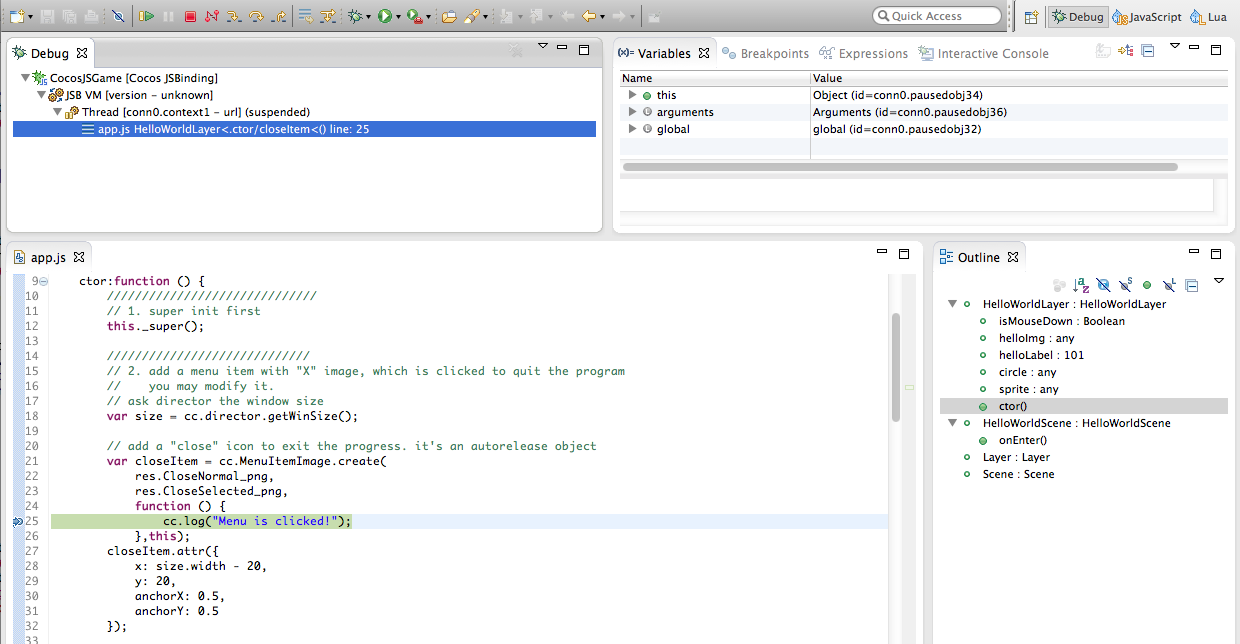 Quick Access
Debug
JavaScript
Lua
Debug
CocosJSGame [Cocos JSBinding]
JSB VM [version - unknown]
Thread [conn0.context1 - url] (suspended)
app.js HelloWorldLayer<.ctor/closeItem<() line: 25
(x)= Variables
Breakpoints
Expressions
Interactive Console
Name Value
this Object (id=conn0.pausedobj34)
arguments Arguments (id=conn0.pausedobj36)
global global (id=conn0.pausedobj32)
app.js
9 ctor:function () {
10 //////////////////////////////
11 // 1. super init first
12 this._super();
13
14 /////////////////////////////
15 // 2. add a menu item with "X" image, which is clicked to quit the program
16 //    you may modify it.
17 // ask director the window size
18 var size = cc.director.getWinSize();
19
20 // add a "close" icon to exit the progress. it's an autorelease object
21 var closeItem = cc.MenuItemImage.create(
22 res.CloseNormal_png,
23 res.CloseSelected_png,
24 function () {
25 cc.log("Menu is clicked!");
26 },this);
27 closeItem.attr({
28 x: size.width - 20,
29 y: 20,
30 anchorX: 0.5,
31 anchorY: 0.5
32 });
33
Outline
HelloWorldLayer : HelloWorldLayer
isMouseDown : Boolean
helloImg : any
helloLabel : 101
circle : any
sprite : any
ctor()
HelloWorldScene : HelloWorldScene
onEnter()
Layer : Layer
Scene : Scene